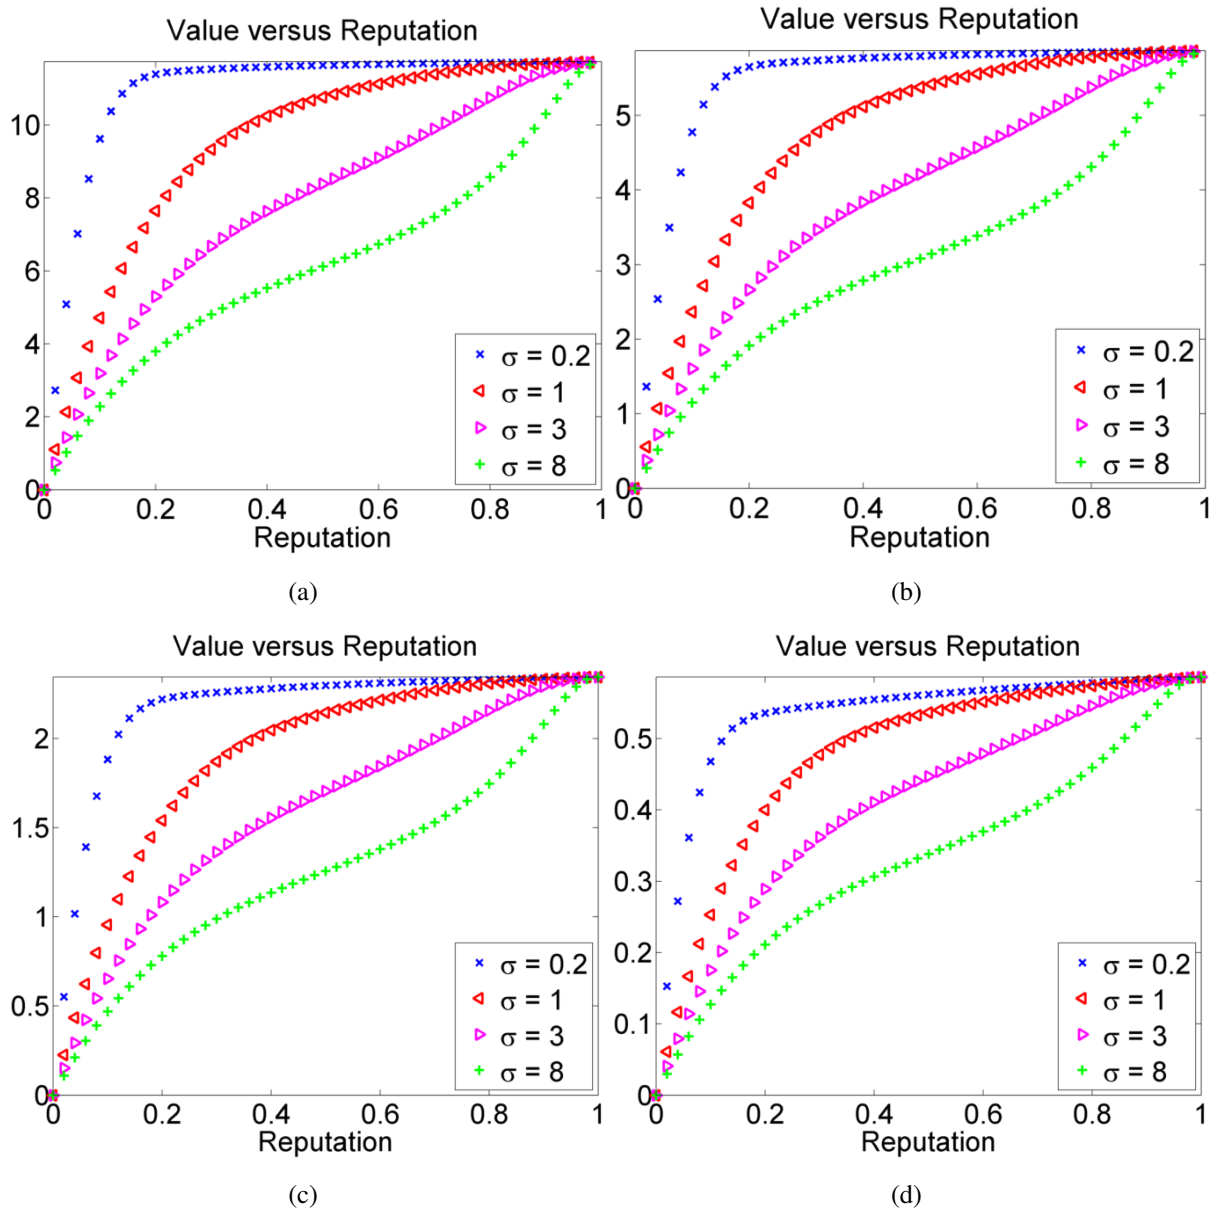 Value versus Reputation
10
8
6
4
2
0
0 0.2 0.4 0.6 0.8 1
Reputation
σ = 0.2
σ = 1
σ = 3
σ = 8
(a)
Value versus Reputation
5
4
3
2
1
0
0 0.2 0.4 0.6 0.8 1
Reputation
σ = 0.2
σ = 1
σ = 3
σ = 8
(b)
Value versus Reputation
2
1.5
1
0.5
0
0 0.2 0.4 0.6 0.8 1
Reputation
σ = 0.2
σ = 1
σ = 3
σ = 8
(c)
Value versus Reputation
0.5
0.4
0.3
0.2
0.1
0
0 0.2 0.4 0.6 0.8 1
Reputation
σ = 0.2
σ = 1
σ = 3
σ = 8
(d)